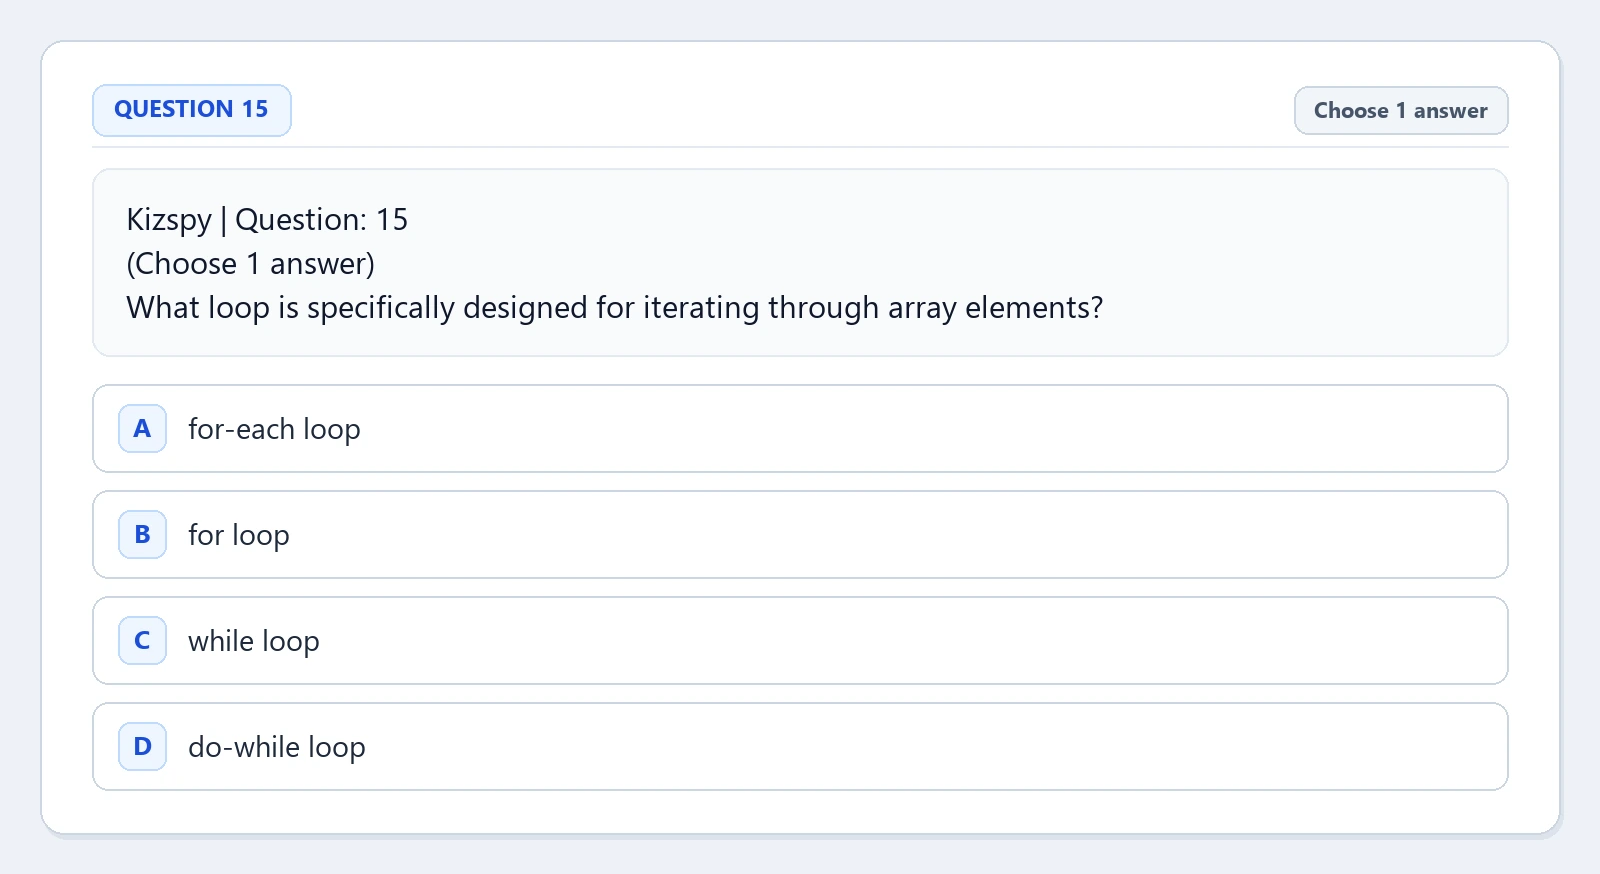 QUESTION 15
Choose 1 answer
Kizspy | Question: 15
(Choose 1 answer)
What loop is specifically designed for iterating through array elements?
A for-each loop
B for loop
C while loop
D do-while loop